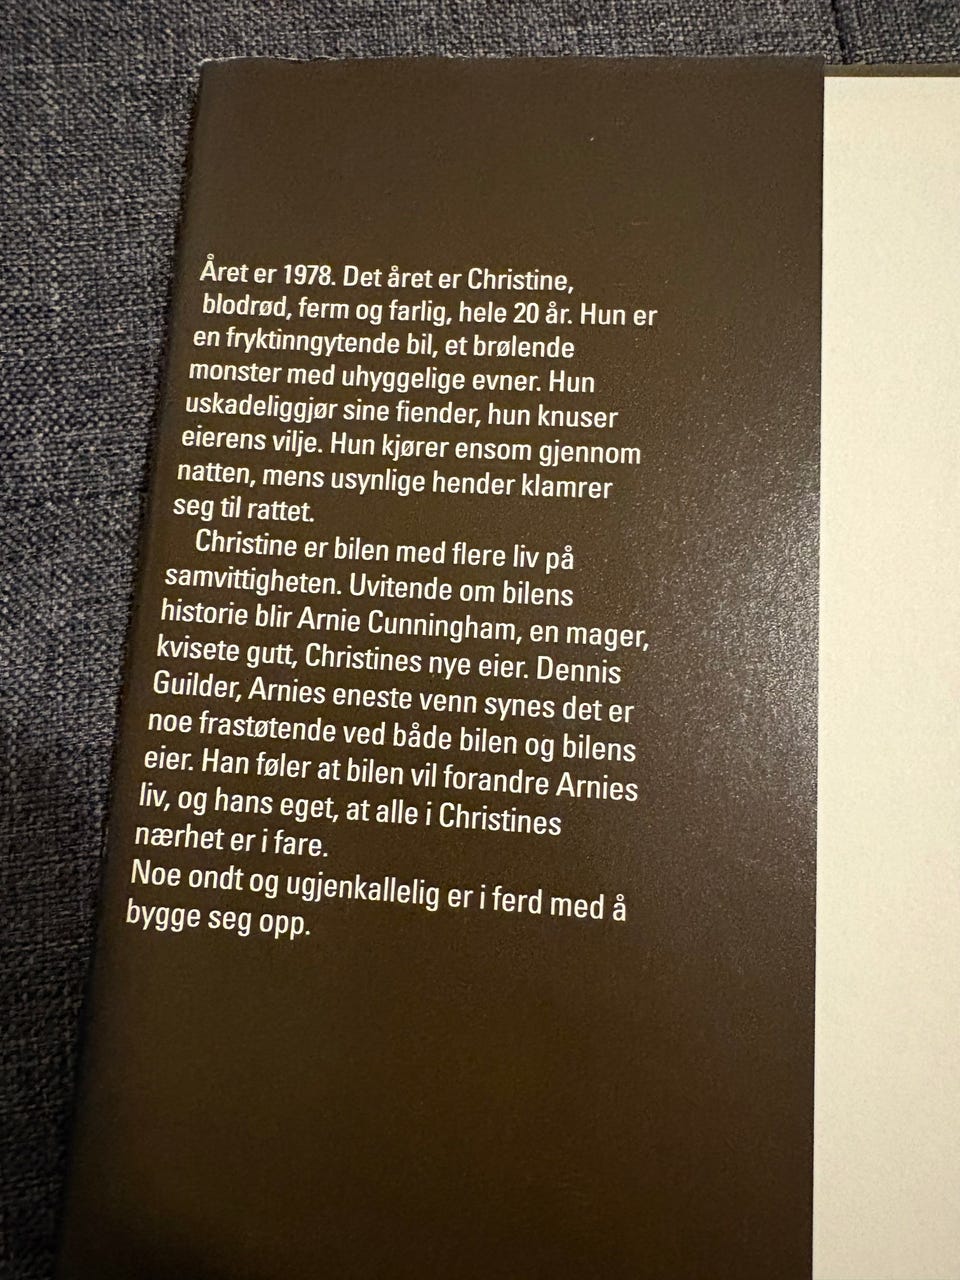 Året er 1978. Det året er Christine,
blodrød, ferm og farlig, hele 20 år. Hun er
en fryktinngytende bil, et brølende
monster med uhyggelige evner. Hun
uskadeliggjør sine fiender, hun knuser
eierens vilje. Hun kjører ensom gjennom
natten, mens usynlige hender klamrer
seg til rattet.
Christine er bilen med flere liv på
samvittigheten. Uvitende om bilens
historie blir Arnie Cunningham, en mager,
kvisete gutt, Christines nye eier. Dennis
Guilder, Arnies eneste venn synes det er
noe frastøtende ved både bilen og bilens
eier. Han føler at bilen vil forandre Arnies
liv, og hans eget, at alle i Christines
nærhet er i fare.
Noe ondt og ugjenkallelig er i ferd med å
bygge seg opp.